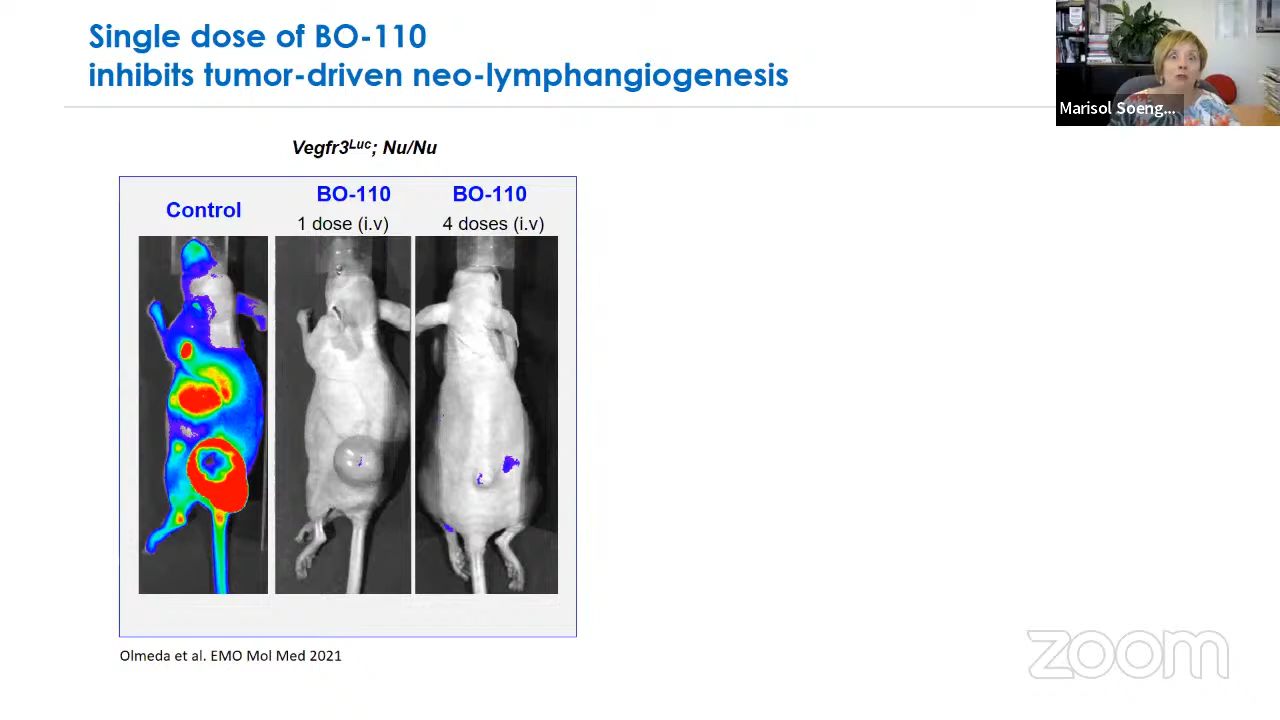 Single dose of BO-110
inhibits tumor-driven neo-lymphangiogenesis
Marisol Soeng...
Vegfr3Luc; Nu/Nu
Control
BO-110
1 dose (i.v)
BO-110
4 doses (i.v)
Olmeda et al. EMO Mol Med 2021
zoom